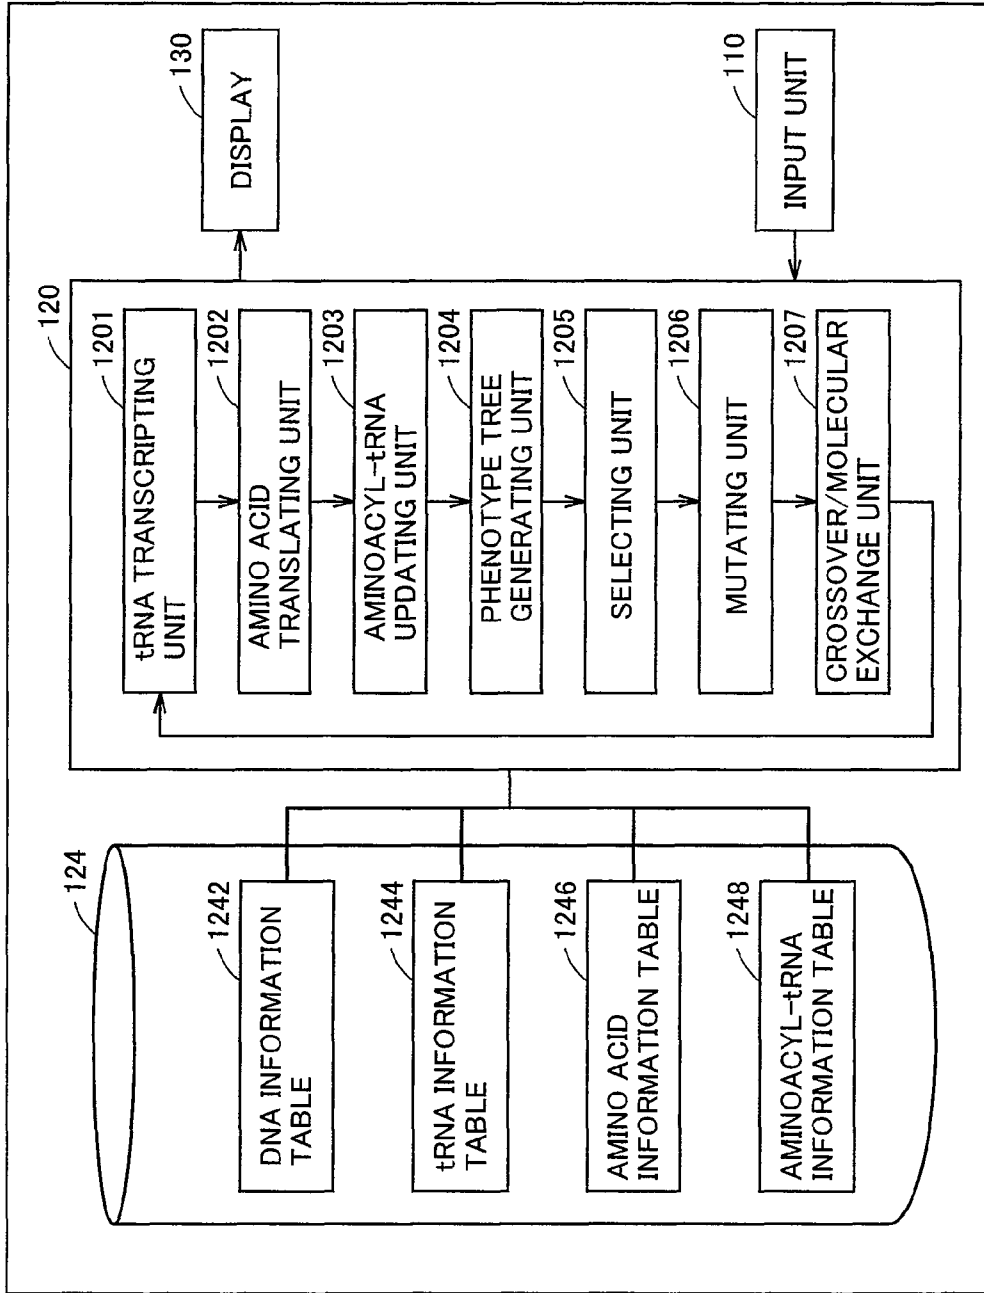 124
1242
DNA INFORMATION
TABLE
1244
tRNA INFORMATION
TABLE
1246
AMINO ACID
INFORMATION TABLE
1248
AMINOACYL-tRNA
INFORMATION TABLE
120
1201
tRNA TRANSCRIPTING
UNIT
1202
AMINO ACID
TRANSLATING UNIT
1203
AMINOACYL-tRNA
UPDATING UNIT
1204
PHENOTYPE TREE
GENERATING UNIT
1205
SELECTING UNIT
1206
MUTATING UNIT
1207
CROSSOVER/MOLECULAR
EXCHANGE UNIT
130
DISPLAY
110
INPUT UNIT